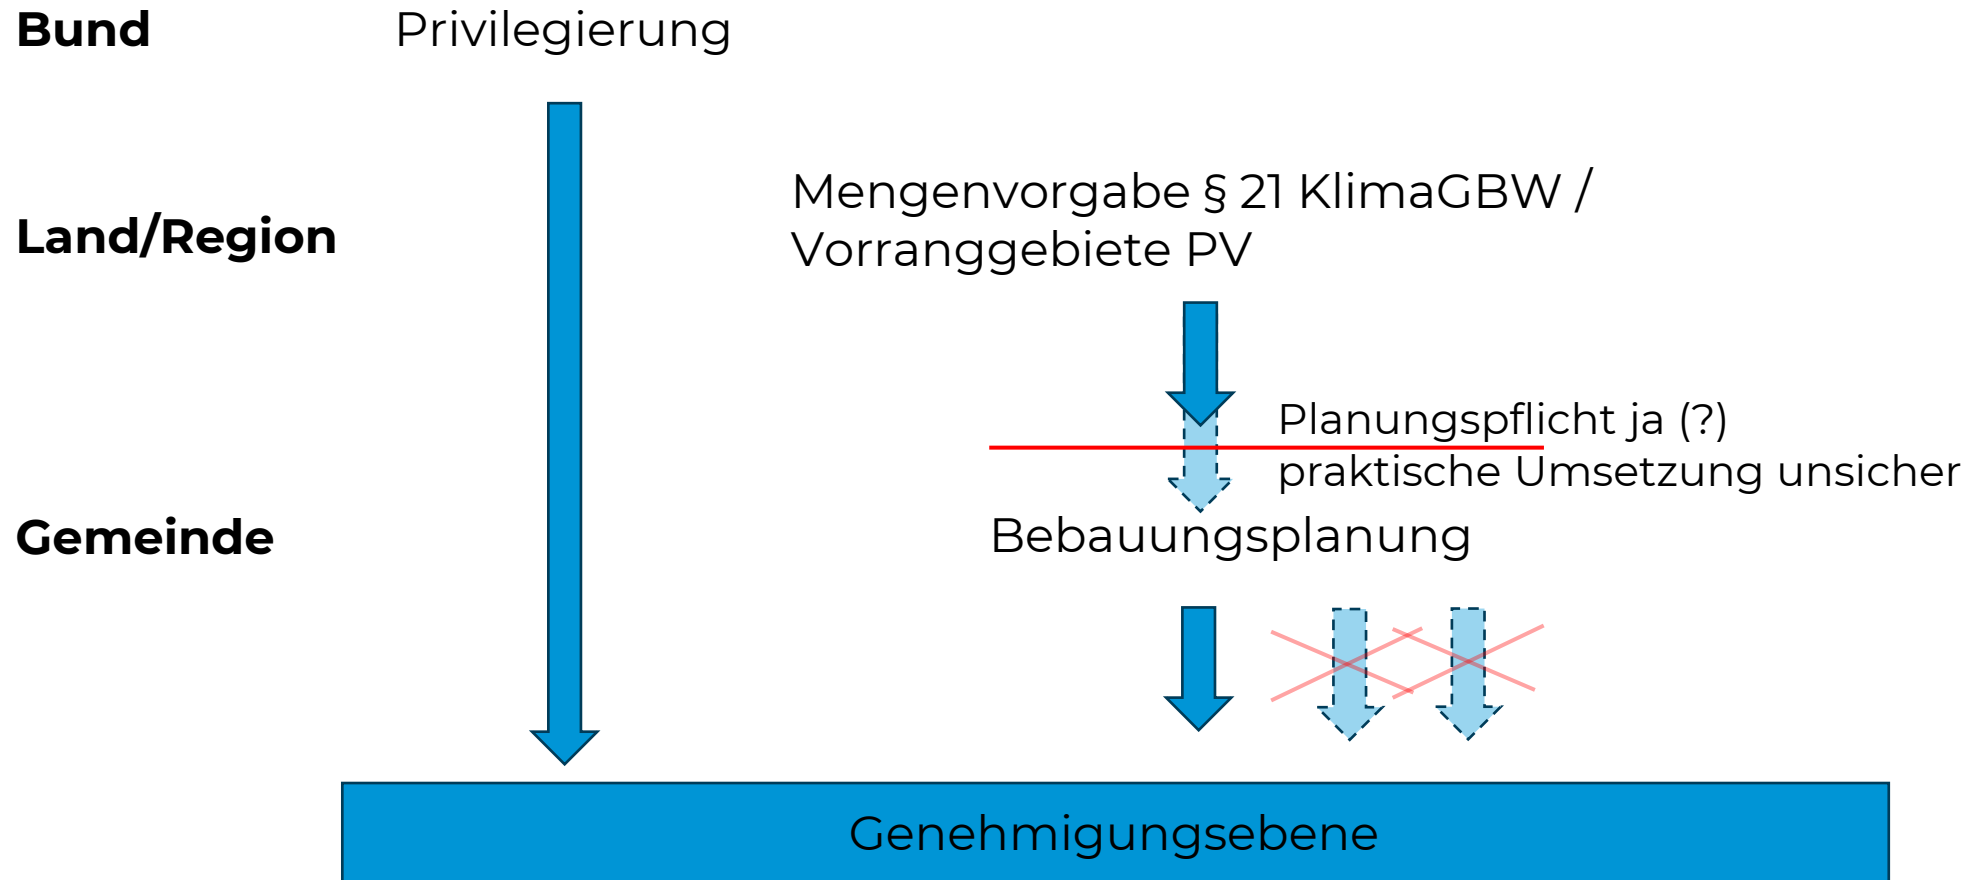 Bund
Privilegierung
Mengenvorgabe § 21 KlimaGBW /
Land/Region
Vorranggebiete PV
Planungspflicht ja (?)
praktische Umsetzung unsicher
Gemeinde
Bebauungsplanung
Genehmigungsebene